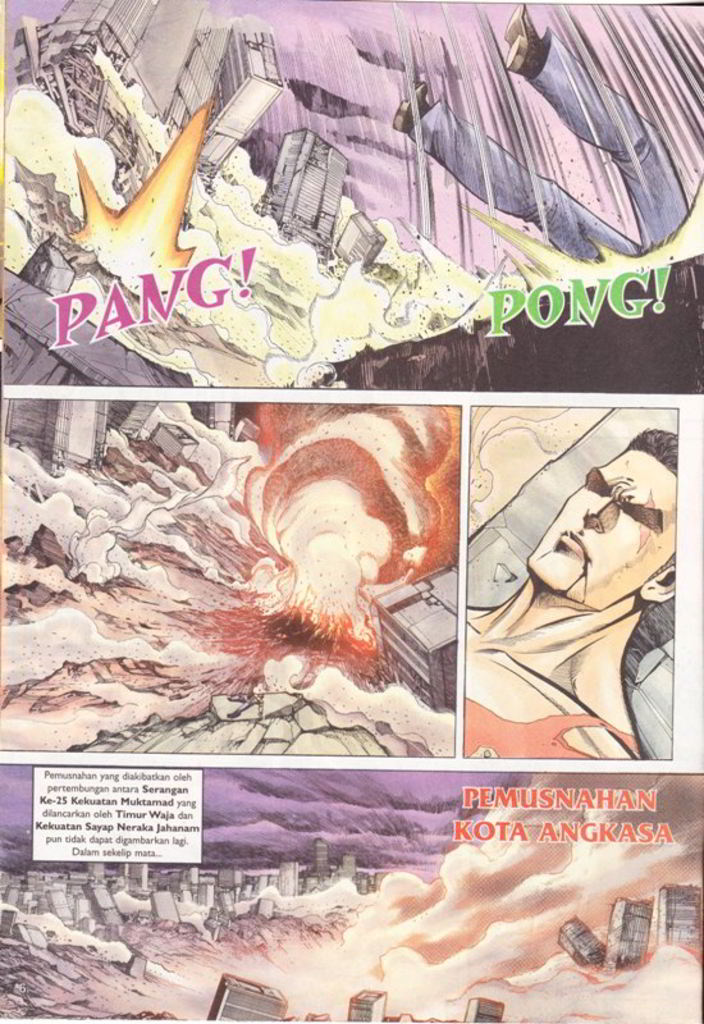 PANG!
PONG!
Pemusnahan yang diakibatkan oleh
pertembungan antara Serangan
Ke-25 Kekuatan Muktamad yang
dilancarkan oleh Timur Waja dan
Kekuatan Sayap Neraka Jahanam
pun tidak dapat digambarkan lagi.
Dalam sekelip mata...
PEMUSNAHAN
KOTA ANGKASA